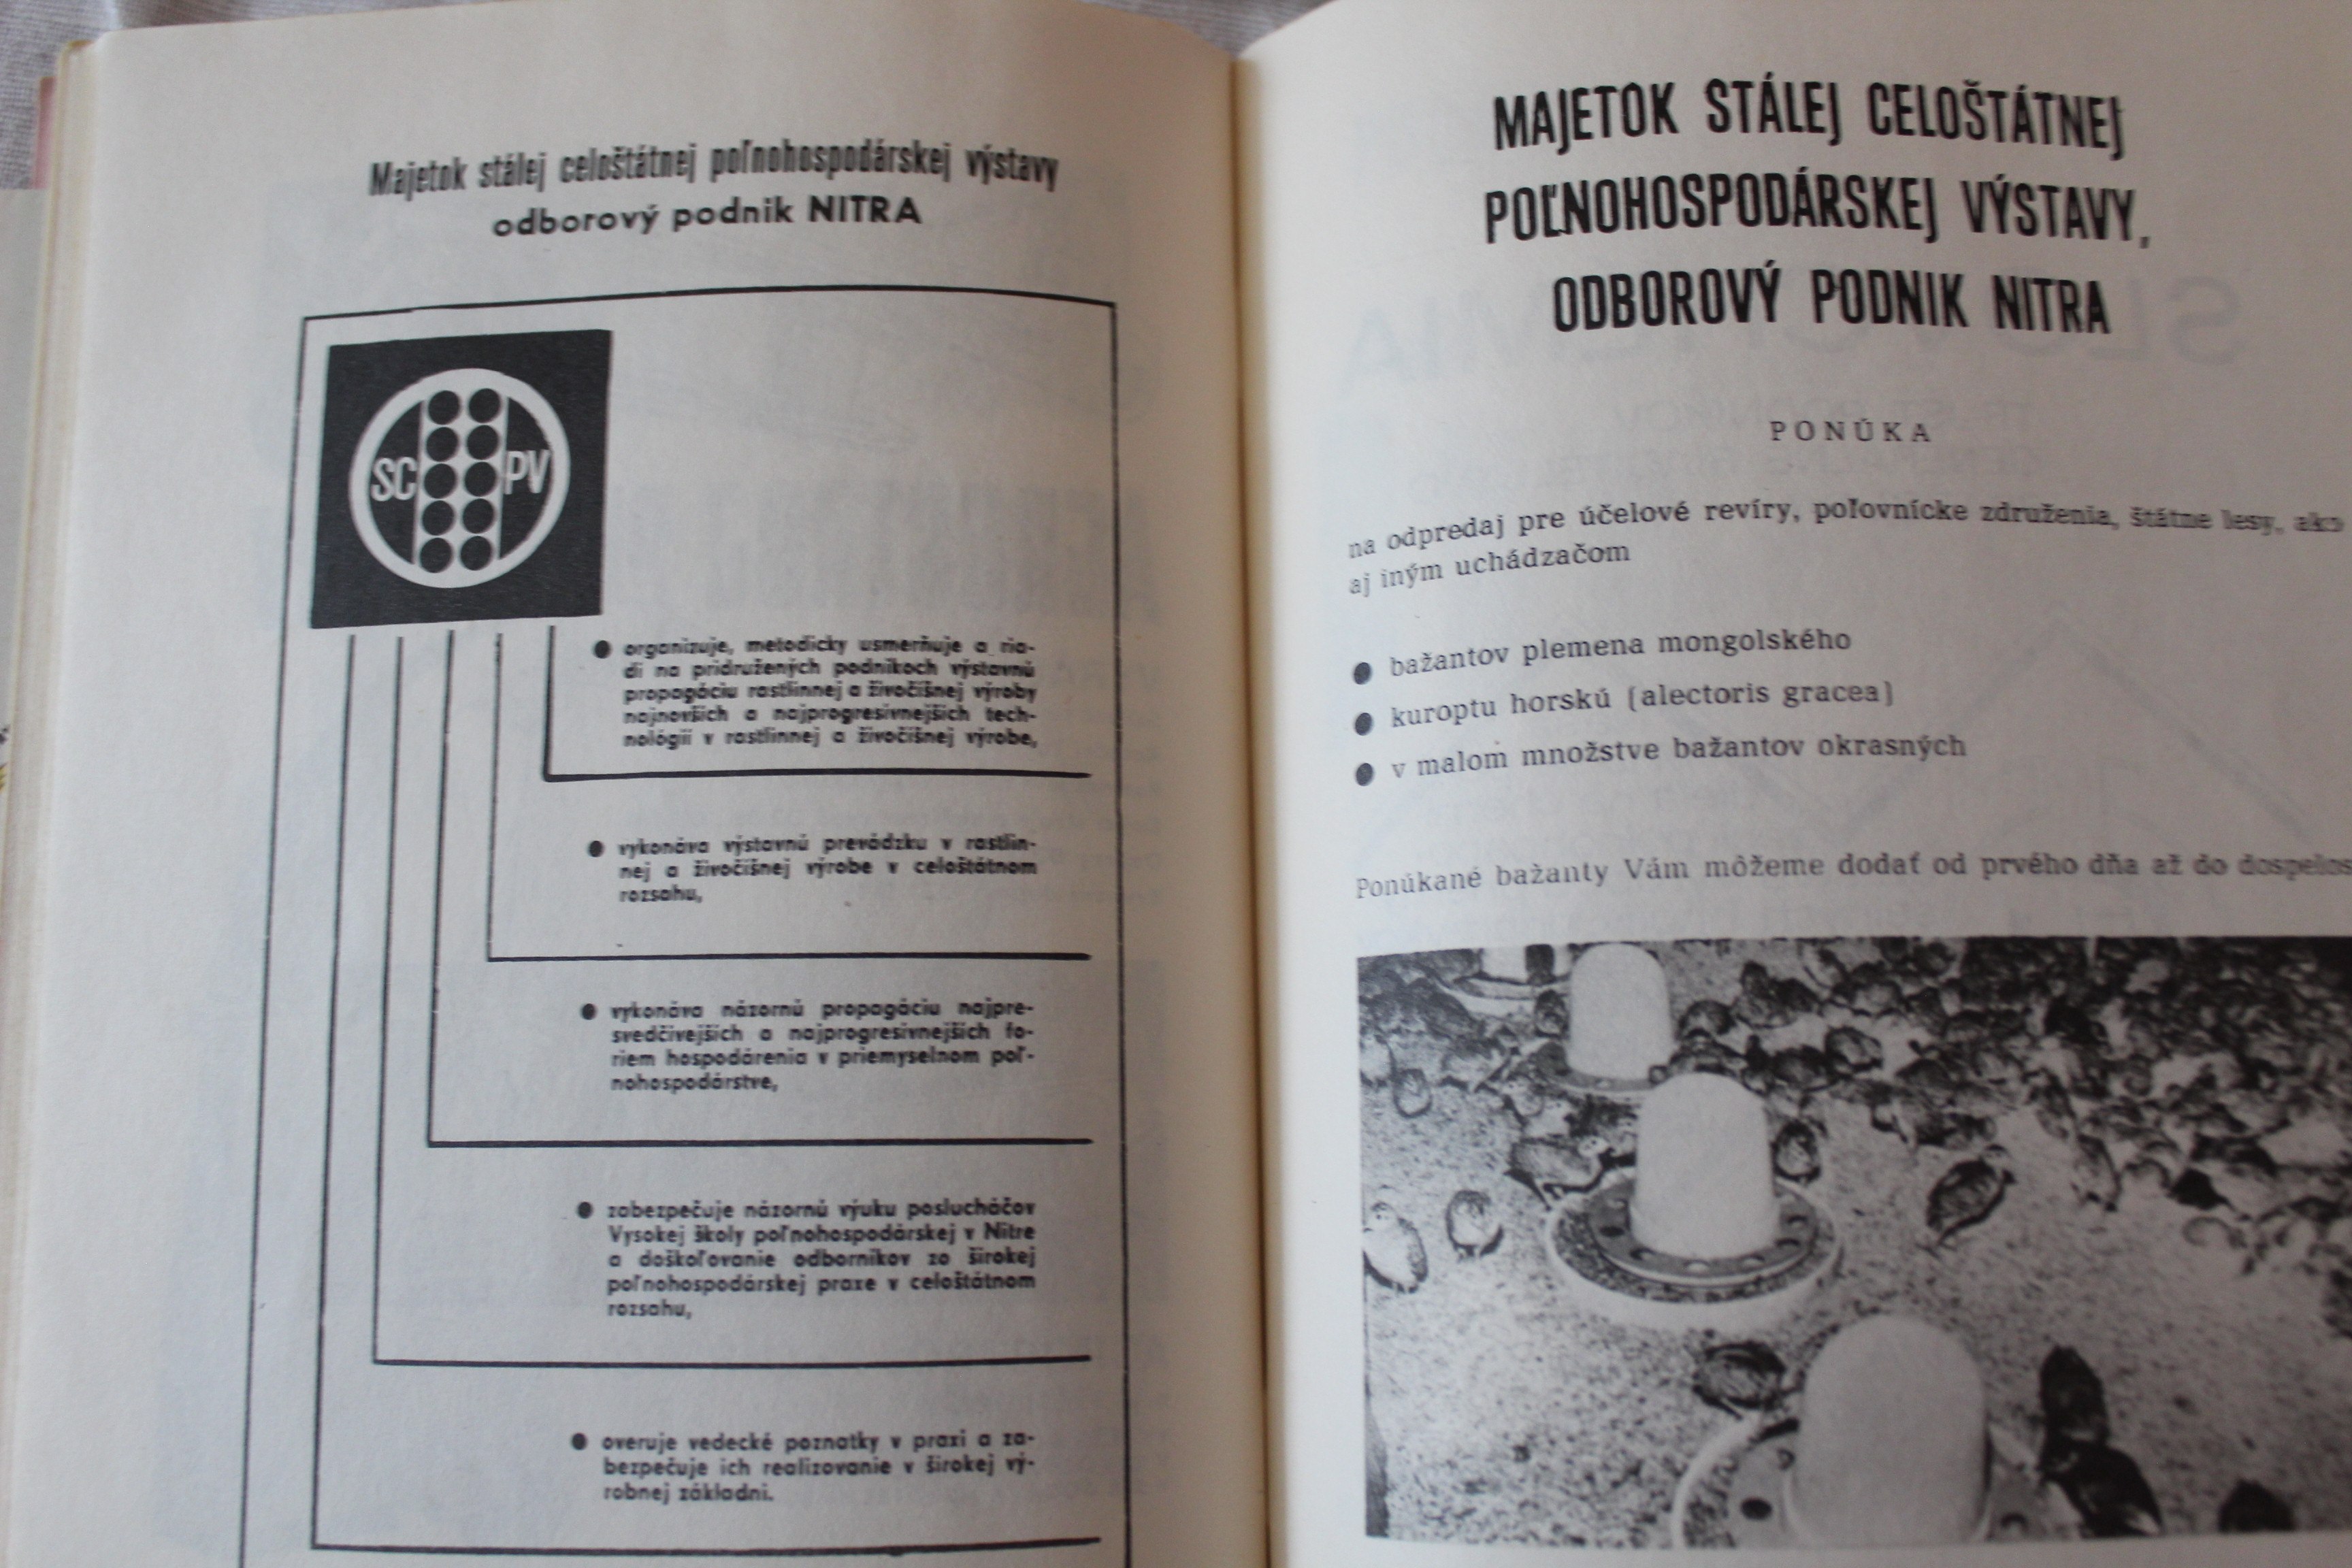 Majetok stálej celoštátnej poľnohospodárskej výstavy
odborový podnik NITRA
SC PV
● organizuje, metodicky usmerňuje a ria-
di na pridružených podnikoch výstavnú
propagáciu rastlinnej a živočíšnej výroby
najnovších a najprogresívnejších tech-
nológií v rastlinnej a živočíšnej výrobe,
● vykonáva výstavnú prevádzku v rastlin-
nej a živočíšnej výrobe v celoštátnom
rozsahu,
● vykonáva názornú propagáciu najpre-
svedčivejších a najprogresívnejších fo-
riem hospodárenia v priemyselnom poľ-
nohospodárstve,
● zabezpečuje názornú výuku poslucháčov
Vysokej školy poľnohospodárskej v Nitre
a doškoľovanie odborníkov zo širokej
poľnohospodárskej praxe v celoštátnom
rozsahu,
● overuje vedecké poznatky v praxi a za-
bezpečuje ich realizovanie v širokej vý-
robnej základni.
MAJETOK STÁLEJ CELOŠTÁTNEJ
POĽNOHOSPODÁRSKEJ VÝSTAVY,
ODBOROVÝ PODNIK NITRA
PONÚKA
na odpredaj pre účelové revíry, poľovnícke združenia, štátne lesy, ako
aj iným uchádzačom
● bažantov plemena mongolského
● kuroptu horskú (alectoris gracea)
● v malom množstve bažantov okrasných
Ponúkané bažanty Vám môžeme dodať od prvého dňa až do dospelos